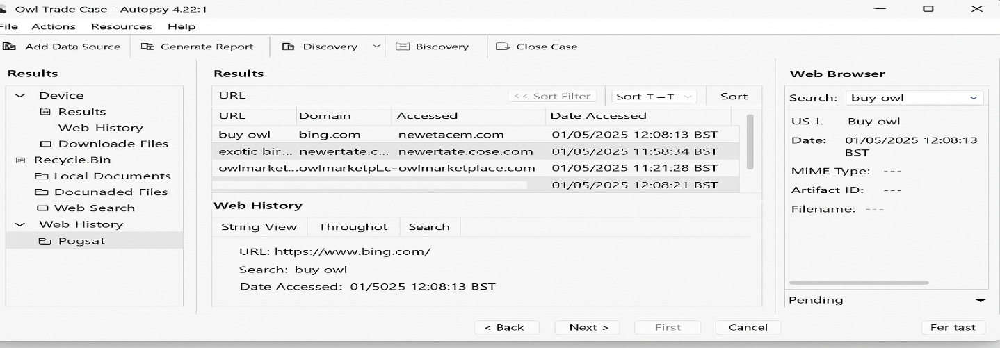 Owl Trade Case - Autopsy 4.22:1
File Actions Resources Help
Add Data Source Generate Report Discovery Biscovery Close Case
Results
Device
Results
Web History
Downloade Files
Recycle.Bin
Local Documents
Docunaded Files
Web Search
Web History
Pogsat
Results
URL << Sort Filter Sort T–T Sort
URL Domain Accessed Date Accessed
buy owl bing.com newetacem.com 01/05/2025 12:08:13 BST
exotic bir... newertate.c... newertate.cose.com 01/05/2025 11:58:34 BST
owlmarket... owlmarketpLc- owlmarketplace.com 01/05/2025 11:21:28 BST
01/05/2025 12:08:21 BST
Web History
String View Throughot Search
URL: https://www.bing.com/
Search: buy owl
Date Accessed: 01/5025 12:08:13 BST
Web Browser
Search: buy owl
US.I. Buy owl
Date: 01/05/2025 12:08:13
BST
MiME Type: ---
Artifact ID: ---
Filename: ---
Pending
< Back Next > First Cancel Fer tast